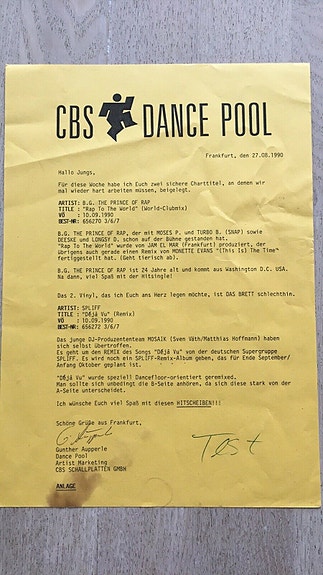 CBS DANCE POOL
Frankfurt, den 27.08.1990
Hallo Jungs,
Für diese Woche habe ich Euch zwei sichere Charttitel, an denen wir
mal wieder hart arbeiten müssen, beigelegt.
ARTIST: B.G. THE PRINCE OF RAP
TITLE : "Rap To The World" (World-Clubmix)
VÖ : 10.09.1990
BEST-NR: 656270 3/6/7
B.G. THE PRINCE OF RAP, der mit MOSES P. und TURBO B. (SNAP) sowie
DEESKE und LONGSY D. schon auf der Bühne gestanden hat.
"Rap To The World" wurde von JAM EL MAR (Frankfurt) produziert, der
übrigens auch gerade einen Remix von MONETTE EVANS "(This Is The Time"
fertiggestellt hat. (Geht tierisch ab).
B.G. THE PRINCE OF RAP ist 24 Jahre alt und kommt aus Washington D.C. USA.
Na dann, viel Spaß mit der Hitsingle!
Das 2. Vinyl, das ich Euch ans Herz legen möchte, ist DAS BRETT schlechthin.
ARTIST: SPLIFF
TITLE : "Déjà Vu" (Remix)
VÖ : 10.09.1990
BEST-NR: 656272 3/6/7
Das junge DJ-Produzententeam MOSAIK (Sven Väth/Matthias Hoffmann) haben
sich selbst übertroffen.
Es geht um den REMIX des Songs "Déjà Vu" von der deutschen Supergruppe
SPLIFF. Es wird ein noch ein SPLIFF-Remix-Album geben, das für Ende September/
Anfang Oktober geplant ist.
"Déjà Vu" wurde speziell Dancefloor-orientiert geremixed.
Man sollte sich unbedingt die B-Seite anhören, da sich diese stark von der
A-Seite unterscheidet.
Ich wünsche Euch viel Spaß mit diesen HITSCHEIBEN!!!
Schöne Grüße aus Frankfurt,
Gunther Aupperle
Dance Pool
Artist Marketing
CBS SCHALLPLATTEN GMBH
Test
ANLAGE